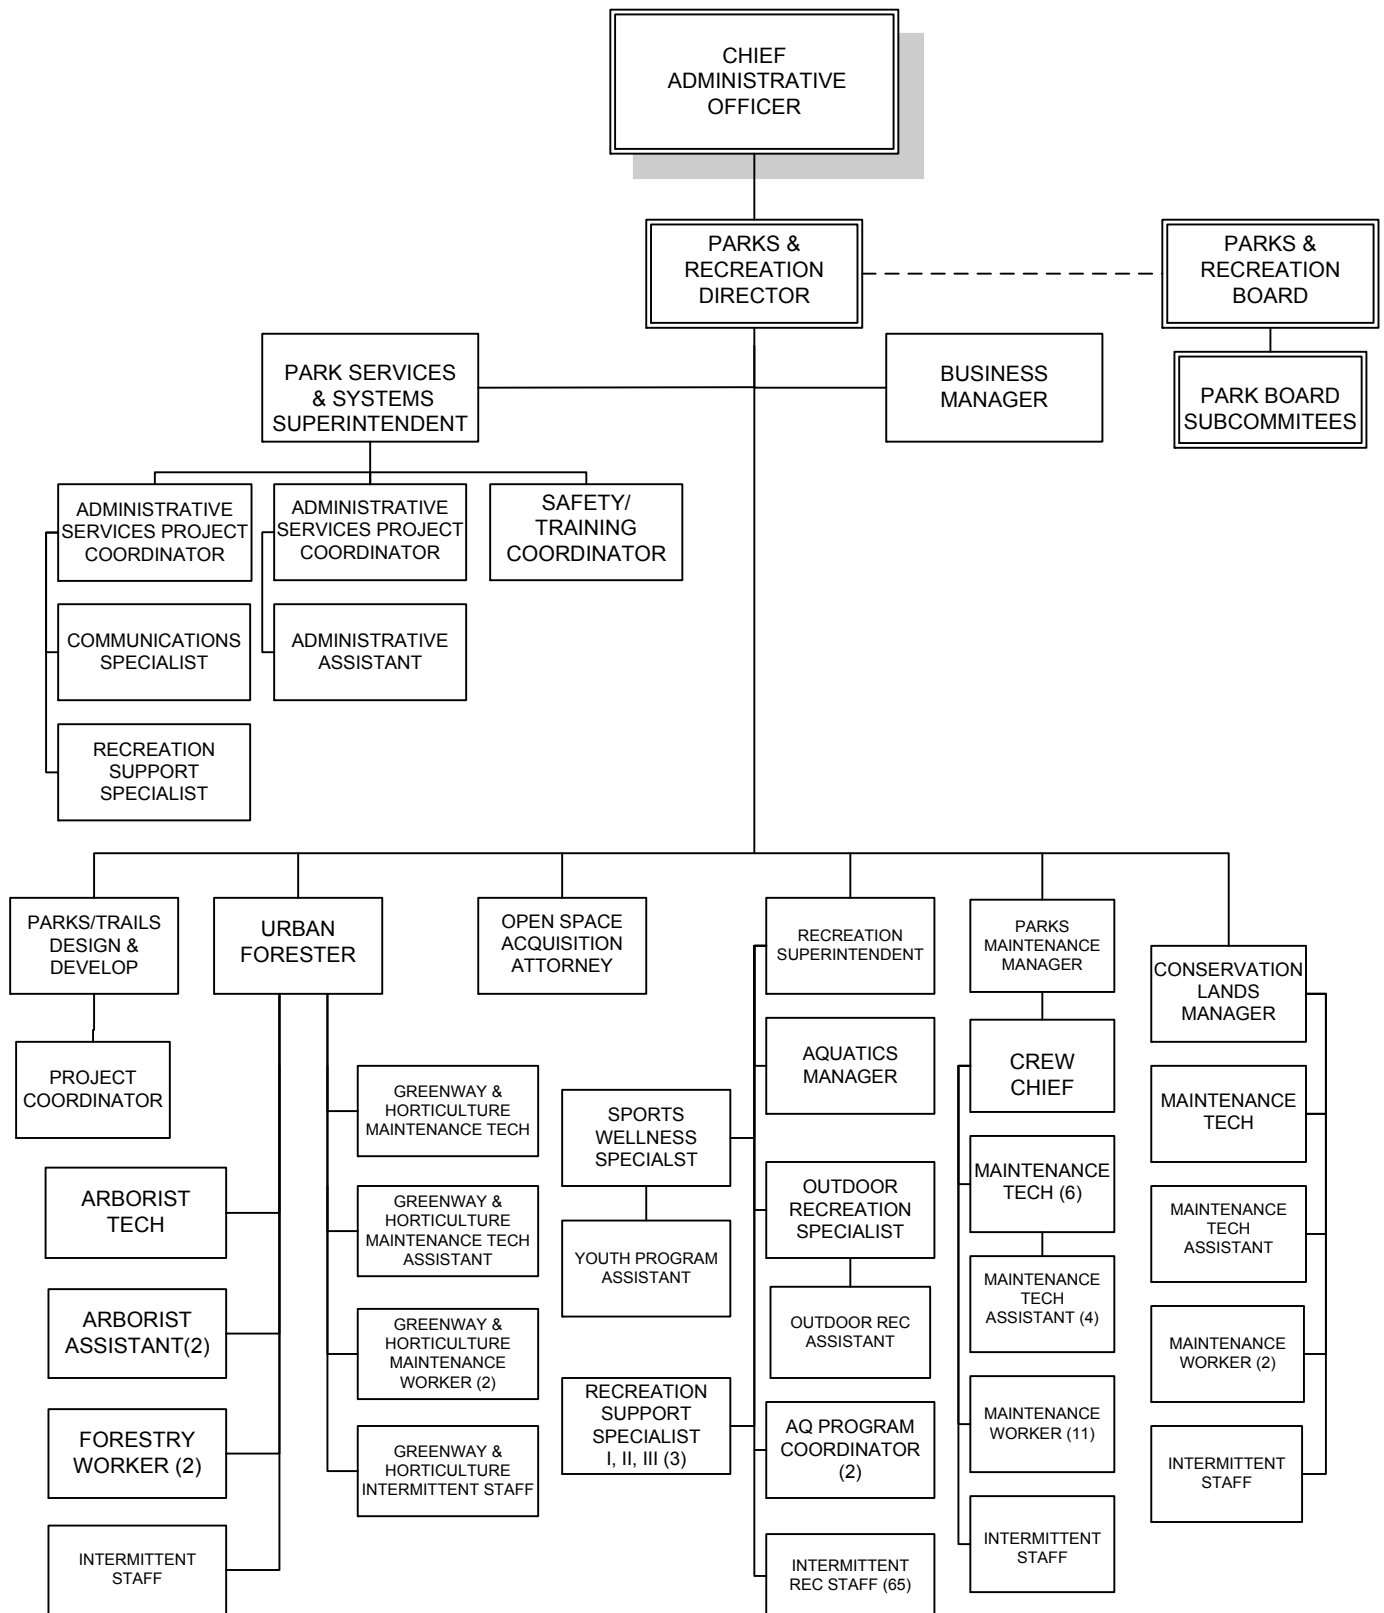 CHIEF
ADMINISTRATIVE
OFFICER
PARKS &
RECREATION
DIRECTOR
PARKS &
RECREATION
BOARD
PARK SERVICES
& SYSTEMS
SUPERINTENDENT
BUSINESS
MANAGER
PARK BOARD
SUBCOMMITEES
ADMINISTRATIVE
SERVICES PROJECT
COORDINATOR
ADMINISTRATIVE
SERVICES PROJECT
COORDINATOR
SAFETY/
TRAINING
COORDINATOR
COMMUNICATIONS
SPECIALIST
ADMINISTRATIVE
ASSISTANT
RECREATION
SUPPORT
SPECIALIST
PARKS/TRAILS
DESIGN &
DEVELOP
URBAN
FORESTER
OPEN SPACE
ACQUISITION
ATTORNEY
RECREATION
SUPERINTENDENT
PARKS
MAINTENANCE
MANAGER
CONSERVATION
LANDS
MANAGER
PROJECT
COORDINATOR
GREENWAY &
HORTICULTURE
MAINTENANCE TECH
SPORTS
WELLNESS
SPECIALST
AQUATICS
MANAGER
CREW
CHIEF
MAINTENANCE
TECH
ARBORIST
TECH
GREENWAY &
HORTICULTURE
MAINTENANCE TECH
ASSISTANT
YOUTH PROGRAM
ASSISTANT
OUTDOOR
RECREATION
SPECIALIST
MAINTENANCE
TECH (6)
MAINTENANCE
TECH
ASSISTANT
ARBORIST
ASSISTANT(2)
GREENWAY &
HORTICULTURE
MAINTENANCE
WORKER (2)
OUTDOOR REC
ASSISTANT
MAINTENANCE
TECH
ASSISTANT (4)
MAINTENANCE
WORKER (2)
FORESTRY
WORKER (2)
GREENWAY &
HORTICULTURE
INTERMITTENT STAFF
RECREATION
SUPPORT
SPECIALIST
I, II, III (3)
AQ PROGRAM
COORDINATOR
(2)
MAINTENANCE
WORKER (11)
INTERMITTENT
STAFF
INTERMITTENT
STAFF
INTERMITTENT
REC STAFF (65)
INTERMITTENT
STAFF